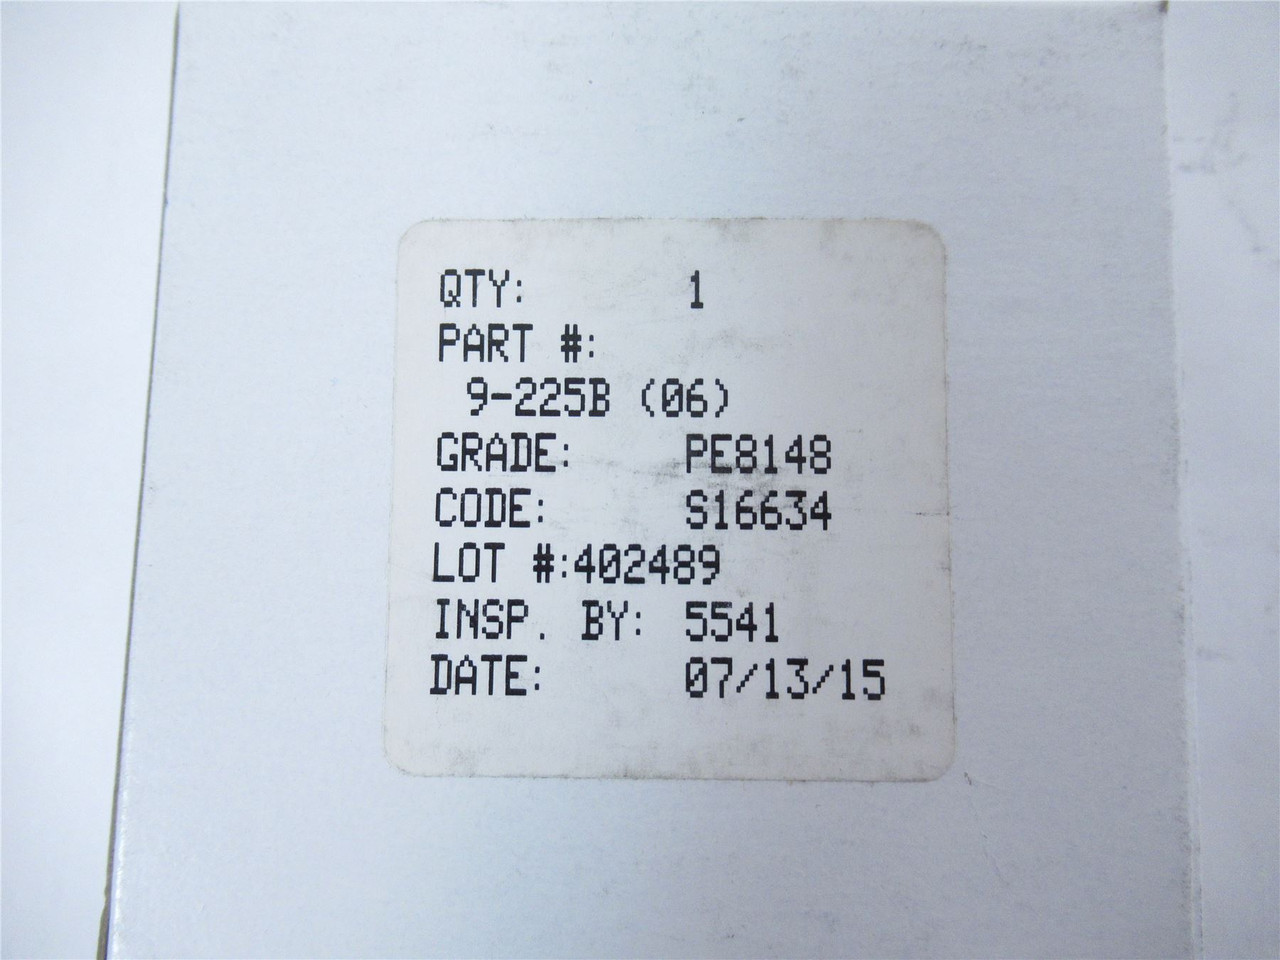 QTY: 1
PART #:
9-225B (06)
GRADE: PE8148
CODE: S16634
LOT #:402489
INSP. BY: 5541
DATE: 07/13/15